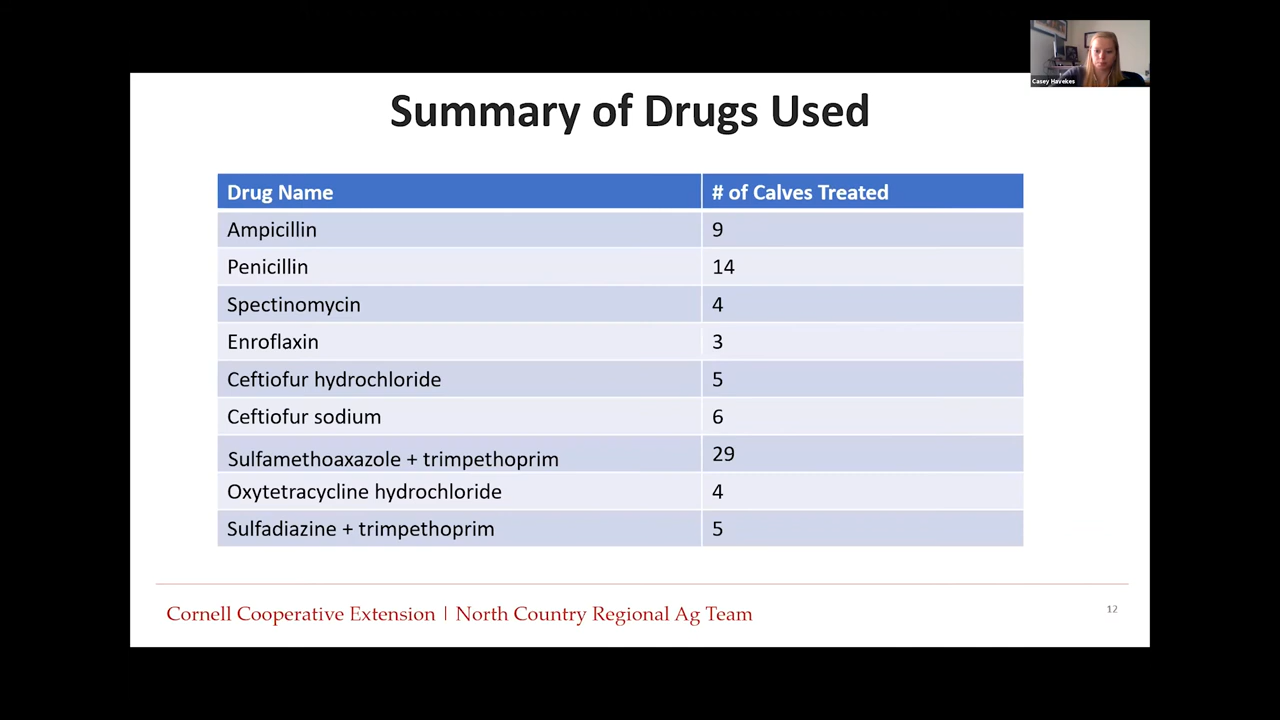 Casey Havekes
Summary of Drugs Used
Drug Name # of Calves Treated
Ampicillin 9
Penicillin 14
Spectinomycin 4
Enroflaxin 3
Ceftiofur hydrochloride 5
Ceftiofur sodium 6
Sulfamethoaxazole + trimpethoprim 29
Oxytetracycline hydrochloride 4
Sulfadiazine + trimpethoprim 5
Cornell Cooperative Extension | North Country Regional Ag Team 12